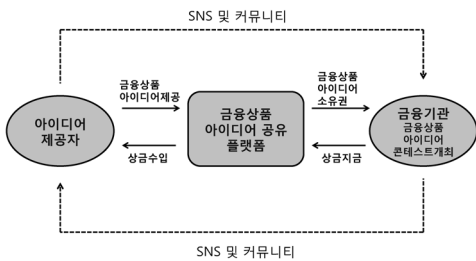 SNS 및 커뮤니티
금융상품
아이디어제공
금융상품
아이디어
소유권
아이디어
제공자
금융상품
아이디어 공유
플랫폼
금융기관
금융상품
아이디어
콘테스트개최
상금수입
상금지금
SNS 및 커뮤니티